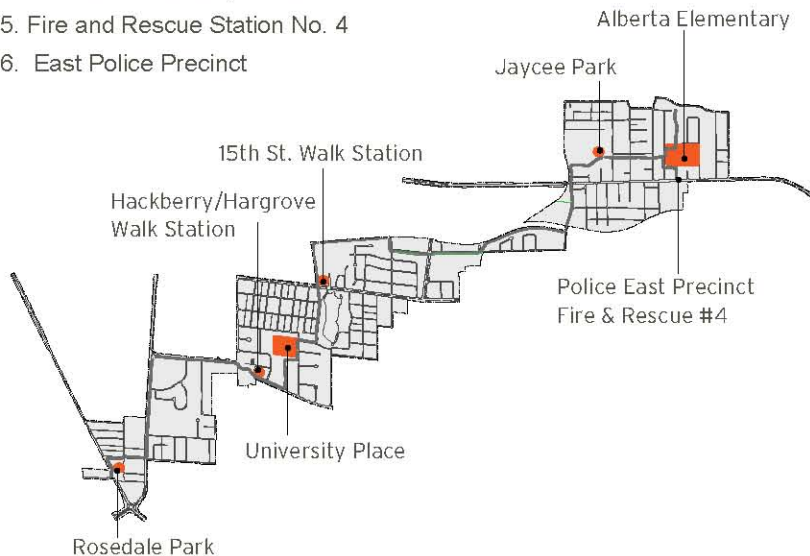 5. Fire and Rescue Station No. 4
6. East Police Precinct
Alberta Elementary
Jaycee Park
15th St. Walk Station
Hackberry/Hargrove
Walk Station
Police East Precinct
Fire & Rescue #4
University Place
Rosedale Park